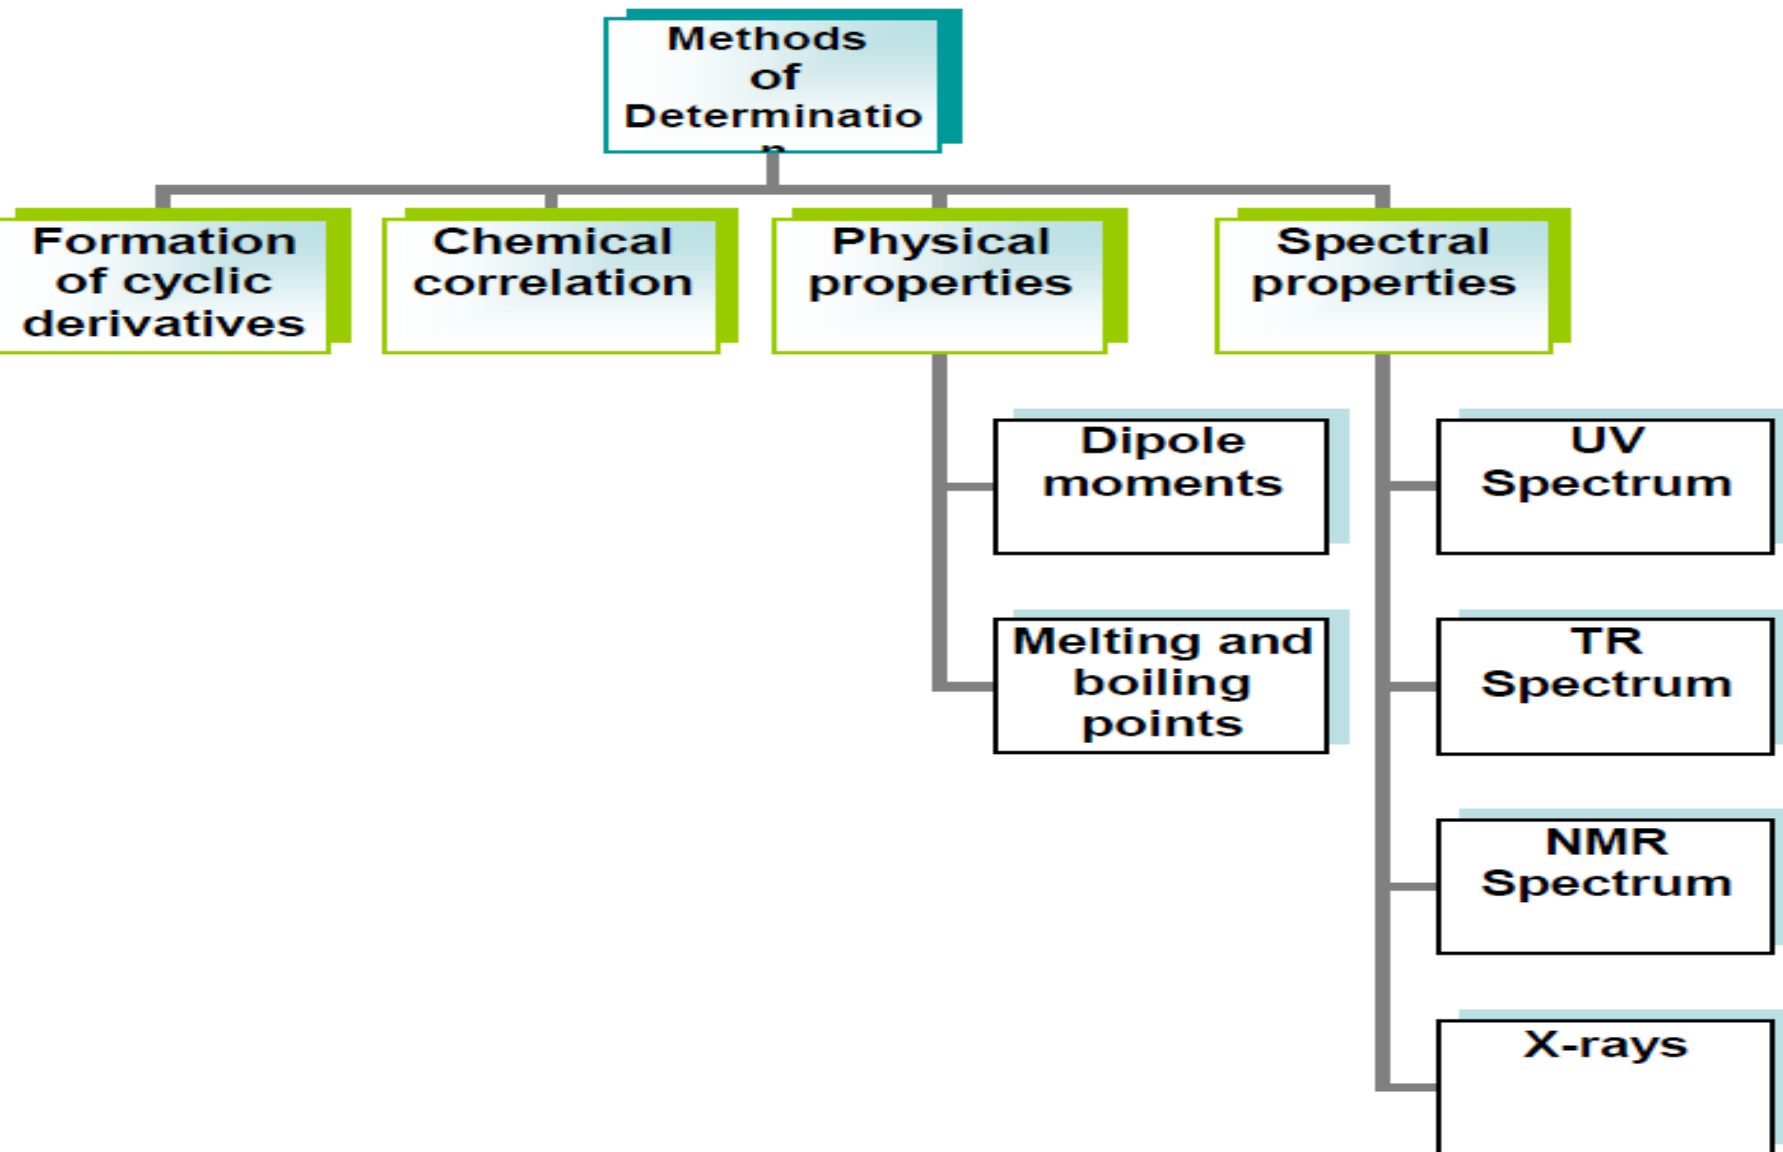 Methods
of
Determinatio
n
Formation
of cyclic
derivatives
Chemical
correlation
Physical
properties
Spectral
properties
Dipole
moments
UV
Spectrum
Melting and
boiling
points
TR
Spectrum
NMR
Spectrum
X-rays